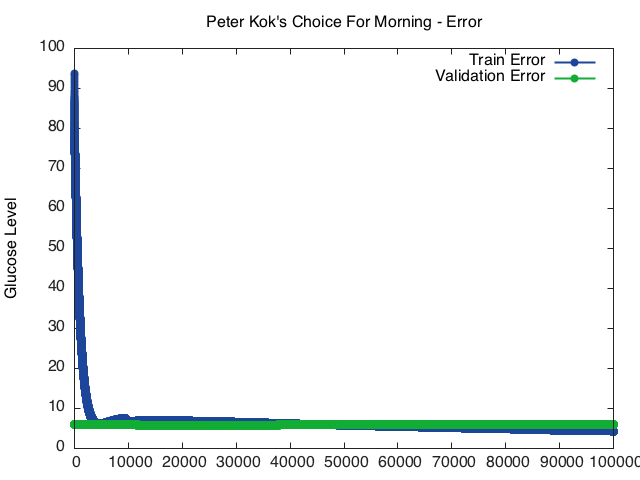 Peter Kok's Choice For Morning - Error
Train Error
Validation Error
Glucose Level
100
90
80
70
60
50
40
30
20
10
0
0 10000 20000 30000 40000 50000 60000 70000 80000 90000 100000